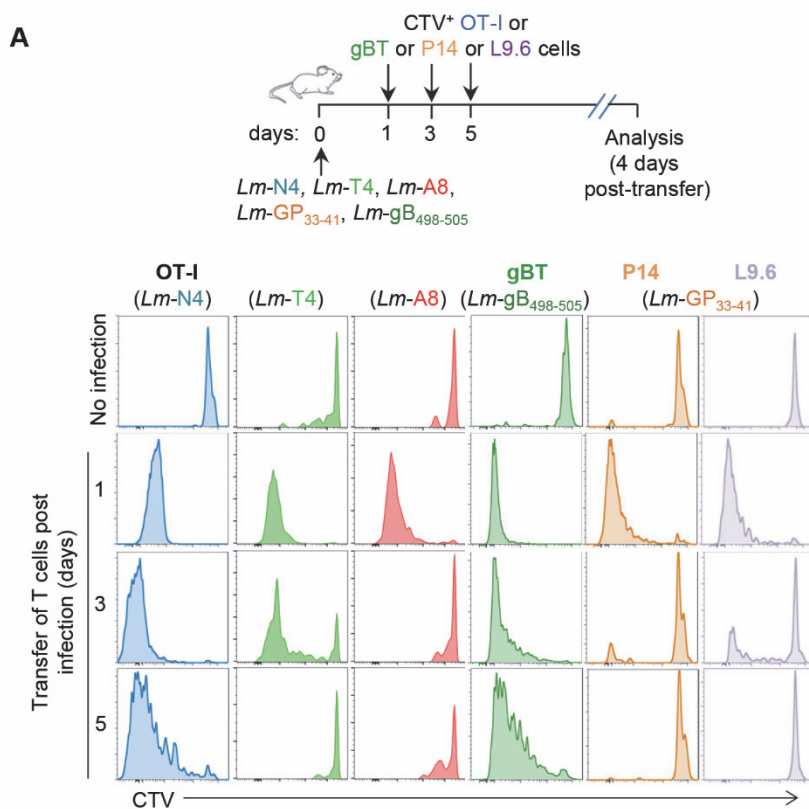 A
CTV⁺ OT-I or
gBT or P14 or L9.6 cells
days: 0 1 3 5
Analysis
(4 days
post-transfer)
Lm-N4, Lm-T4, Lm-A8,
Lm-GP₃₃₋₄₁, Lm-gB₄₉₈₋₅₀₅
OT-I gBT P14 L9.6
(Lm-N4) (Lm-T4) (Lm-A8) (Lm-gB₄₉₈₋₅₀₅) (Lm-GP₃₃₋₄₁)
No infection
Transfer of T cells post
infection (days)
1
3
5
CTV